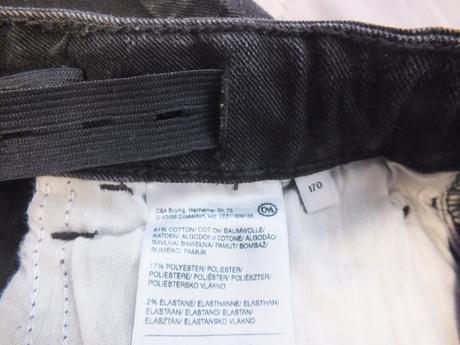 C&A Buying, Wanheimer Str. 70
D-40468 Düsseldorf, VAT DE811809155
C&A
170
81% COTTON/ COTON/ BAUMWOLLE/
KATOEN/ ALGODÓN/COTONE/ ALGODÃO/
BAVLNA/ BAWEŁNA/ PAMUT/ BOMBAŽ/
BUMBAC/ PAMUK
17% POLYESTER/ POLIESTER/
POLIESTERE/ POLIÉSTER/ POLIÉSZTER/
POLIESTERSKO VLAKNO
2% ELASTANE/ ELASTHANNE/ ELASTHAN/
ELASTAAN/ ELASTANO/ ELASTAN/
ELASZTÁN/ ELASTANSKO VLAKNO